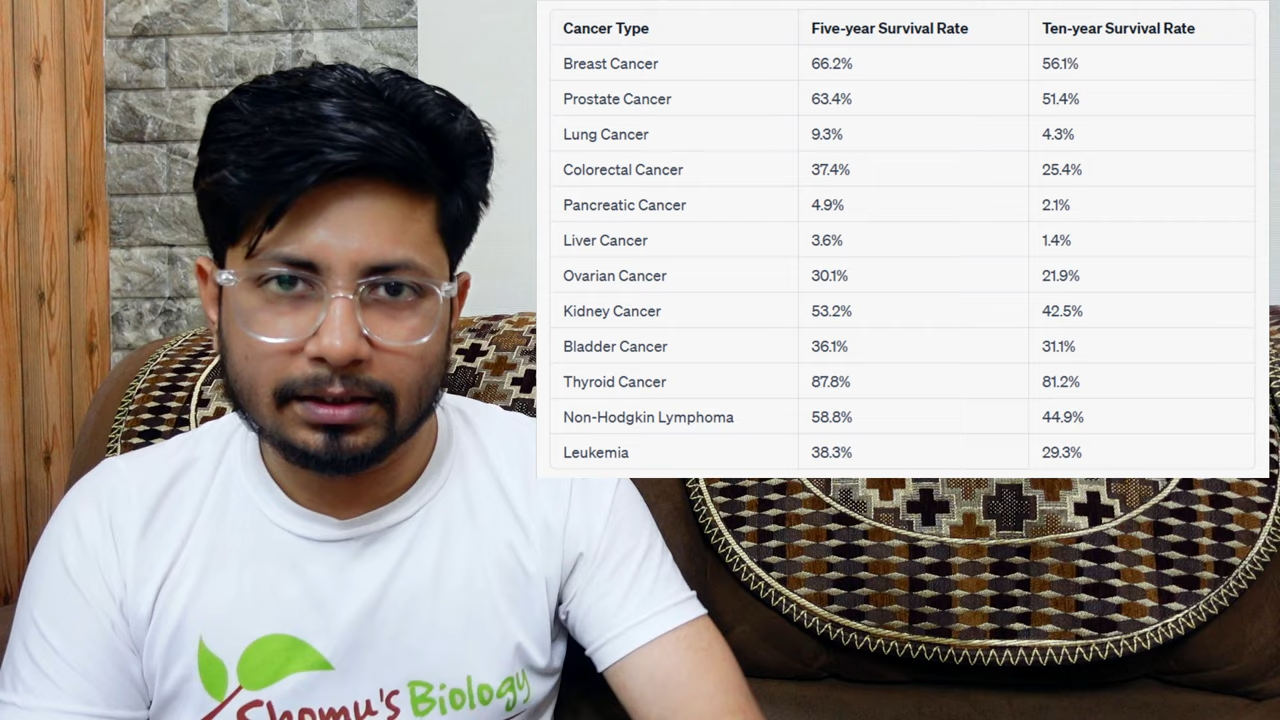 Cancer Type Five-year Survival Rate Ten-year Survival Rate
Breast Cancer 66.2% 56.1%
Prostate Cancer 63.4% 51.4%
Lung Cancer 9.3% 4.3%
Colorectal Cancer 37.4% 25.4%
Pancreatic Cancer 4.9% 2.1%
Liver Cancer 3.6% 1.4%
Ovarian Cancer 30.1% 21.9%
Kidney Cancer 53.2% 42.5%
Bladder Cancer 36.1% 31.1%
Thyroid Cancer 87.8% 81.2%
Non-Hodgkin Lymphoma 58.8% 44.9%
Leukemia 38.3% 29.3%
Shomu's Biology